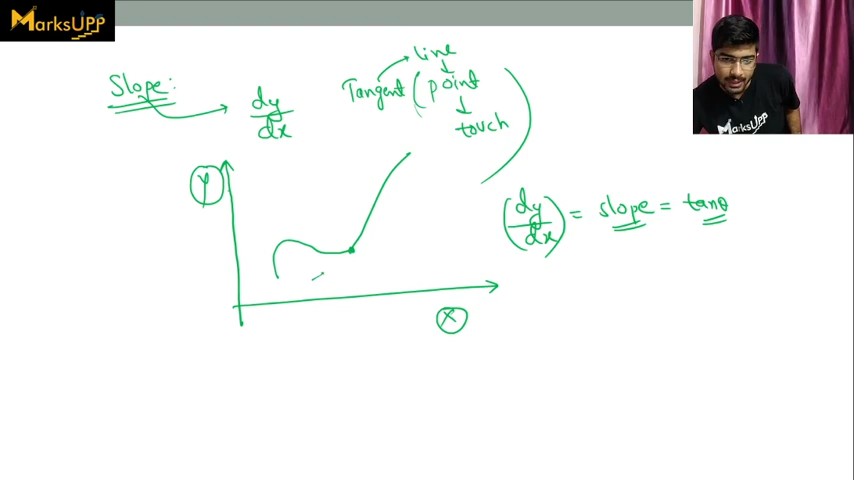 MarksUPP
Slope:
dy
dx
Tangent (
line
point
touch
)
Y
X
(dy
dx) = slope = tanθ
MarksUPP